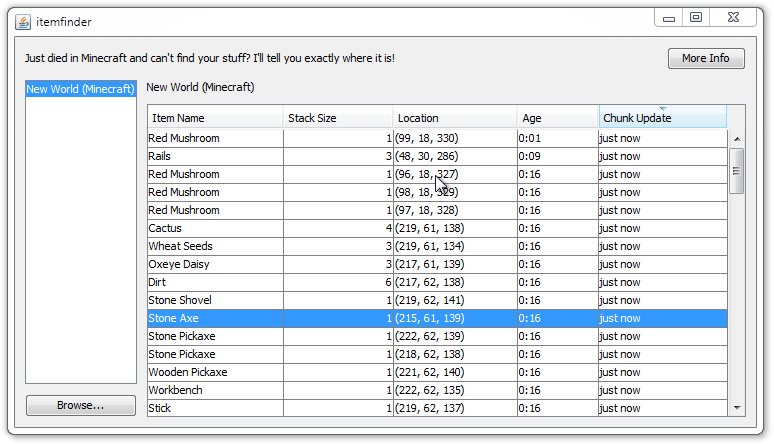 itemfinder
Just died in Minecraft and can't find your stuff? I'll tell you exactly where it is!
More Info
New World (Minecraft)
New World (Minecraft)
Item Name Stack Size Location Age Chunk Update
Red Mushroom 1 (99, 18, 330) 0:01 just now
Rails 3 (48, 30, 286) 0:09 just now
Red Mushroom 1 (96, 18, 327) 0:16 just now
Red Mushroom 1 (98, 18, 329) 0:16 just now
Red Mushroom 1 (97, 18, 328) 0:16 just now
Cactus 4 (219, 61, 138) 0:16 just now
Wheat Seeds 3 (219, 61, 134) 0:16 just now
Oxeye Daisy 3 (217, 61, 139) 0:16 just now
Dirt 6 (217, 62, 138) 0:16 just now
Stone Shovel 1 (219, 62, 141) 0:16 just now
Stone Axe 1 (215, 61, 139) 0:16 just now
Stone Pickaxe 1 (222, 62, 139) 0:16 just now
Stone Pickaxe 1 (218, 62, 138) 0:16 just now
Wooden Pickaxe 1 (221, 62, 140) 0:16 just now
Workbench 1 (222, 62, 135) 0:16 just now
Stick 1 (219, 62, 137) 0:16 just now
Browse...